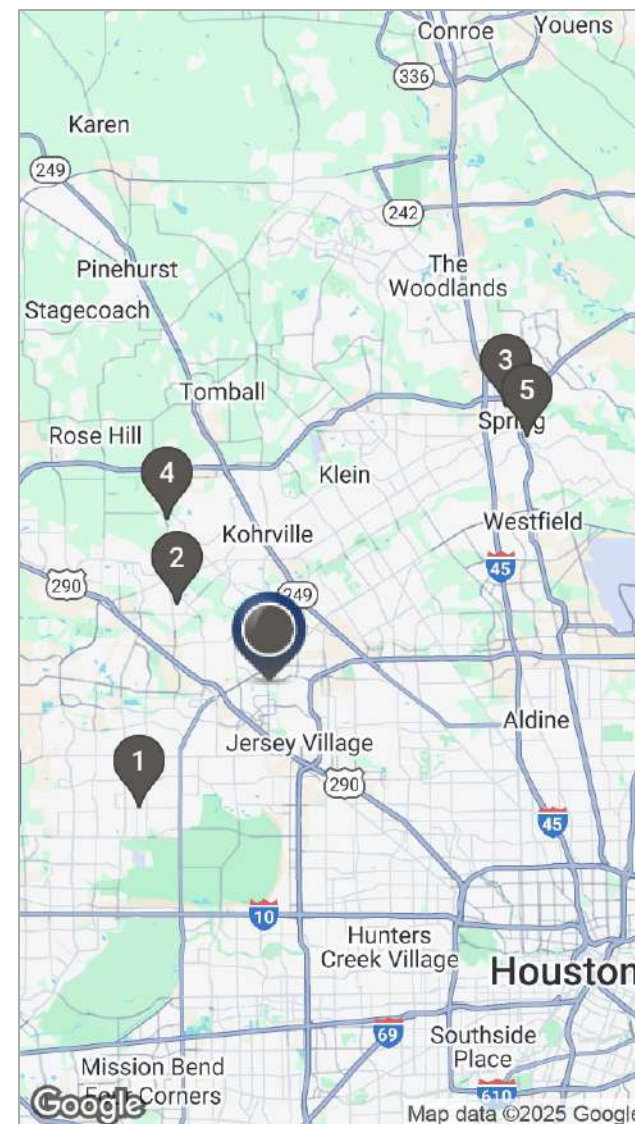 Conroe
Youens
336
Karen
249
242
The
Woodlands
Pinehurst
Stagecoach
3
Tomball
5
Rose Hill
Spring
4
Klein
Westfield
Kohrville
2
45
290
249
Aldine
Jersey Village
1
290
45
10
Hunters
Creek Village
Houston
69
Southside
Place
Mission Bend
Four Corners
610
Google
Map data ©2025 Google